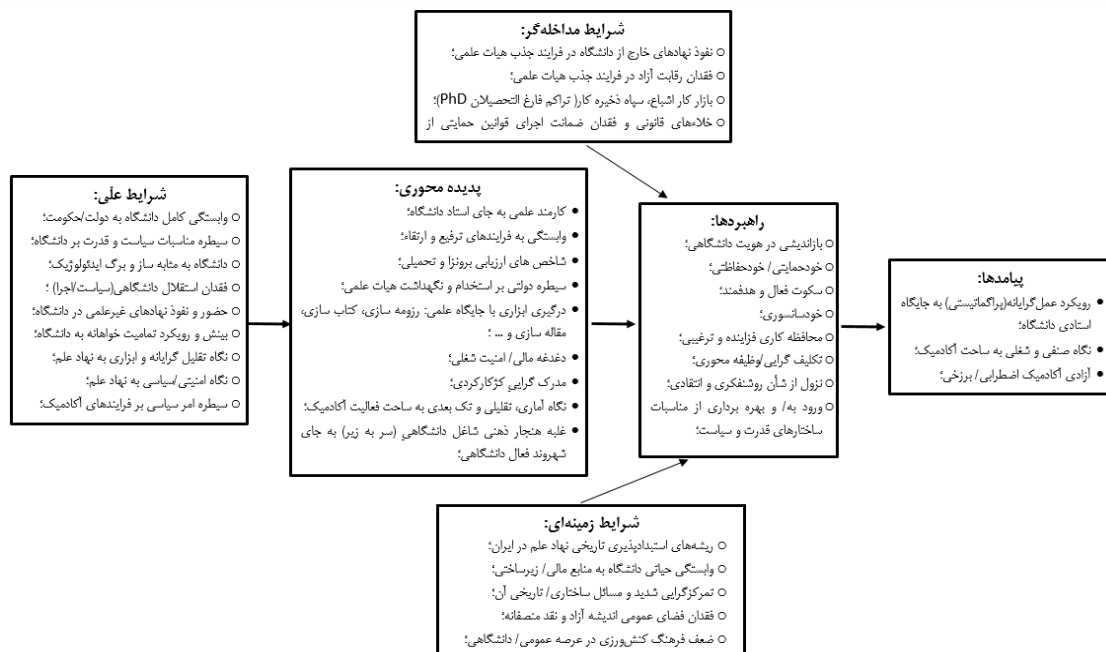 شرایط مداخله‌گر:
نفوذ نهادهای خارج از دانشگاه در فرایند جذب هیات علمی؛
فقدان رقابت آزاد در فرایند جذب هیات علمی؛
بازار کار اشباع، سپاه ذخیره کار( تراکم فارغ التحصیلان PhD)؛
خلاءهای قانونی و فقدان ضمانت اجرای قوانین حمایتی از
شرایط علّی:
وابستگی کامل دانشگاه به دولت/حکومت؛
سیطره مناسبات سیاست و قدرت بر دانشگاه؛
دانشگاه به مثابه ساز و برگ ایدئولوژیک؛
فقدان استقلال دانشگاهی(سیاست/اجرا) ؛
حضور و نفوذ نهادهای غیرعلمی در دانشگاه؛
بینش و رویکرد تمامیت خواهانه به دانشگاه؛
نگاه تقلیل گرایانه و ابزاری به نهاد علم؛
نگاه امنیتی/سیاسی به نهاد علم؛
سیطره امر سیاسی بر فرایندهای آکادمیک؛
پدیده محوری:
کارمند علمی به جای استاد دانشگاه؛
وابستگی به فرایندهای ترفیع و ارتقاء؛
شاخص های ارزیابی برونزا و تحمیلی؛
سیطره دولتی بر استخدام و نگهداشت هیات علمی؛
درگیری ابزاری با جایگاه علمی: رزومه سازی، کتاب سازی،
مقاله سازی و ... ؛
دغدغه مالی/ امنیت شغلی؛
مدرک گراییِ کژکارکردی؛
نگاه آماری، تقلیلی و تک بعدی به ساحت فعالیت آکادمیک؛
غلبه هنجار ذهنی شاغل دانشگاهیِ (سر به زیر) به جای
شهروند فعال دانشگاهی؛
راهبردها:
بازاندیشی در هویت دانشگاهی؛
خودحمایتی/ خودحفاظتی؛
سکوت فعال و هدفمند؛
خودسانسوری؛
محافظه کاری فزاینده و ترغیبی؛
تکلیف گرایی/وظیفه محوری؛
نزول از شأن روشنفکری و انتقادی؛
ورود به/ و بهره برداری از مناسبات
ساختارهای قدرت و سیاست؛
پیامدها:
رویکرد عمل‌گرایانه(پراگماتیستی) به جایگاه
استادی دانشگاه؛
نگاه صنفی و شغلی به ساحت آکادمیک؛
آزادی آکادمیک اضطرابی/ برزخی؛
شرایط زمینه‌ای:
ریشه‌های استبدادپذیری تاریخی نهاد علم در ایران؛
وابستگی حیاتی دانشگاه به منابع مالی/ زیرساختی؛
تمرکزگرایی شدید و مسائل ساختاری/ تاریخی آن؛
فقدان فضای عمومی اندیشه آزاد و نقد منصفانه؛
ضعف فرهنگ کنش‌ورزی در عرصه عمومی/ دانشگاهی؛